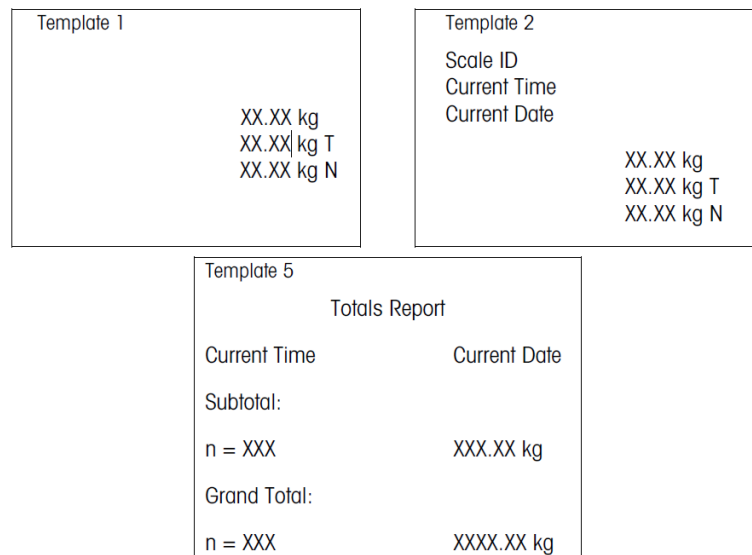 Template 1
XX.XX kg
XX.XX kg T
XX.XX kg N
Template 2
Scale ID
Current Time
Current Date
XX.XX kg
XX.XX kg T
XX.XX kg N
Template 5
Totals Report
Current Time Current Date
Subtotal:
n = XXX XXX.XX kg
Grand Total:
n = XXX XXXX.XX kg